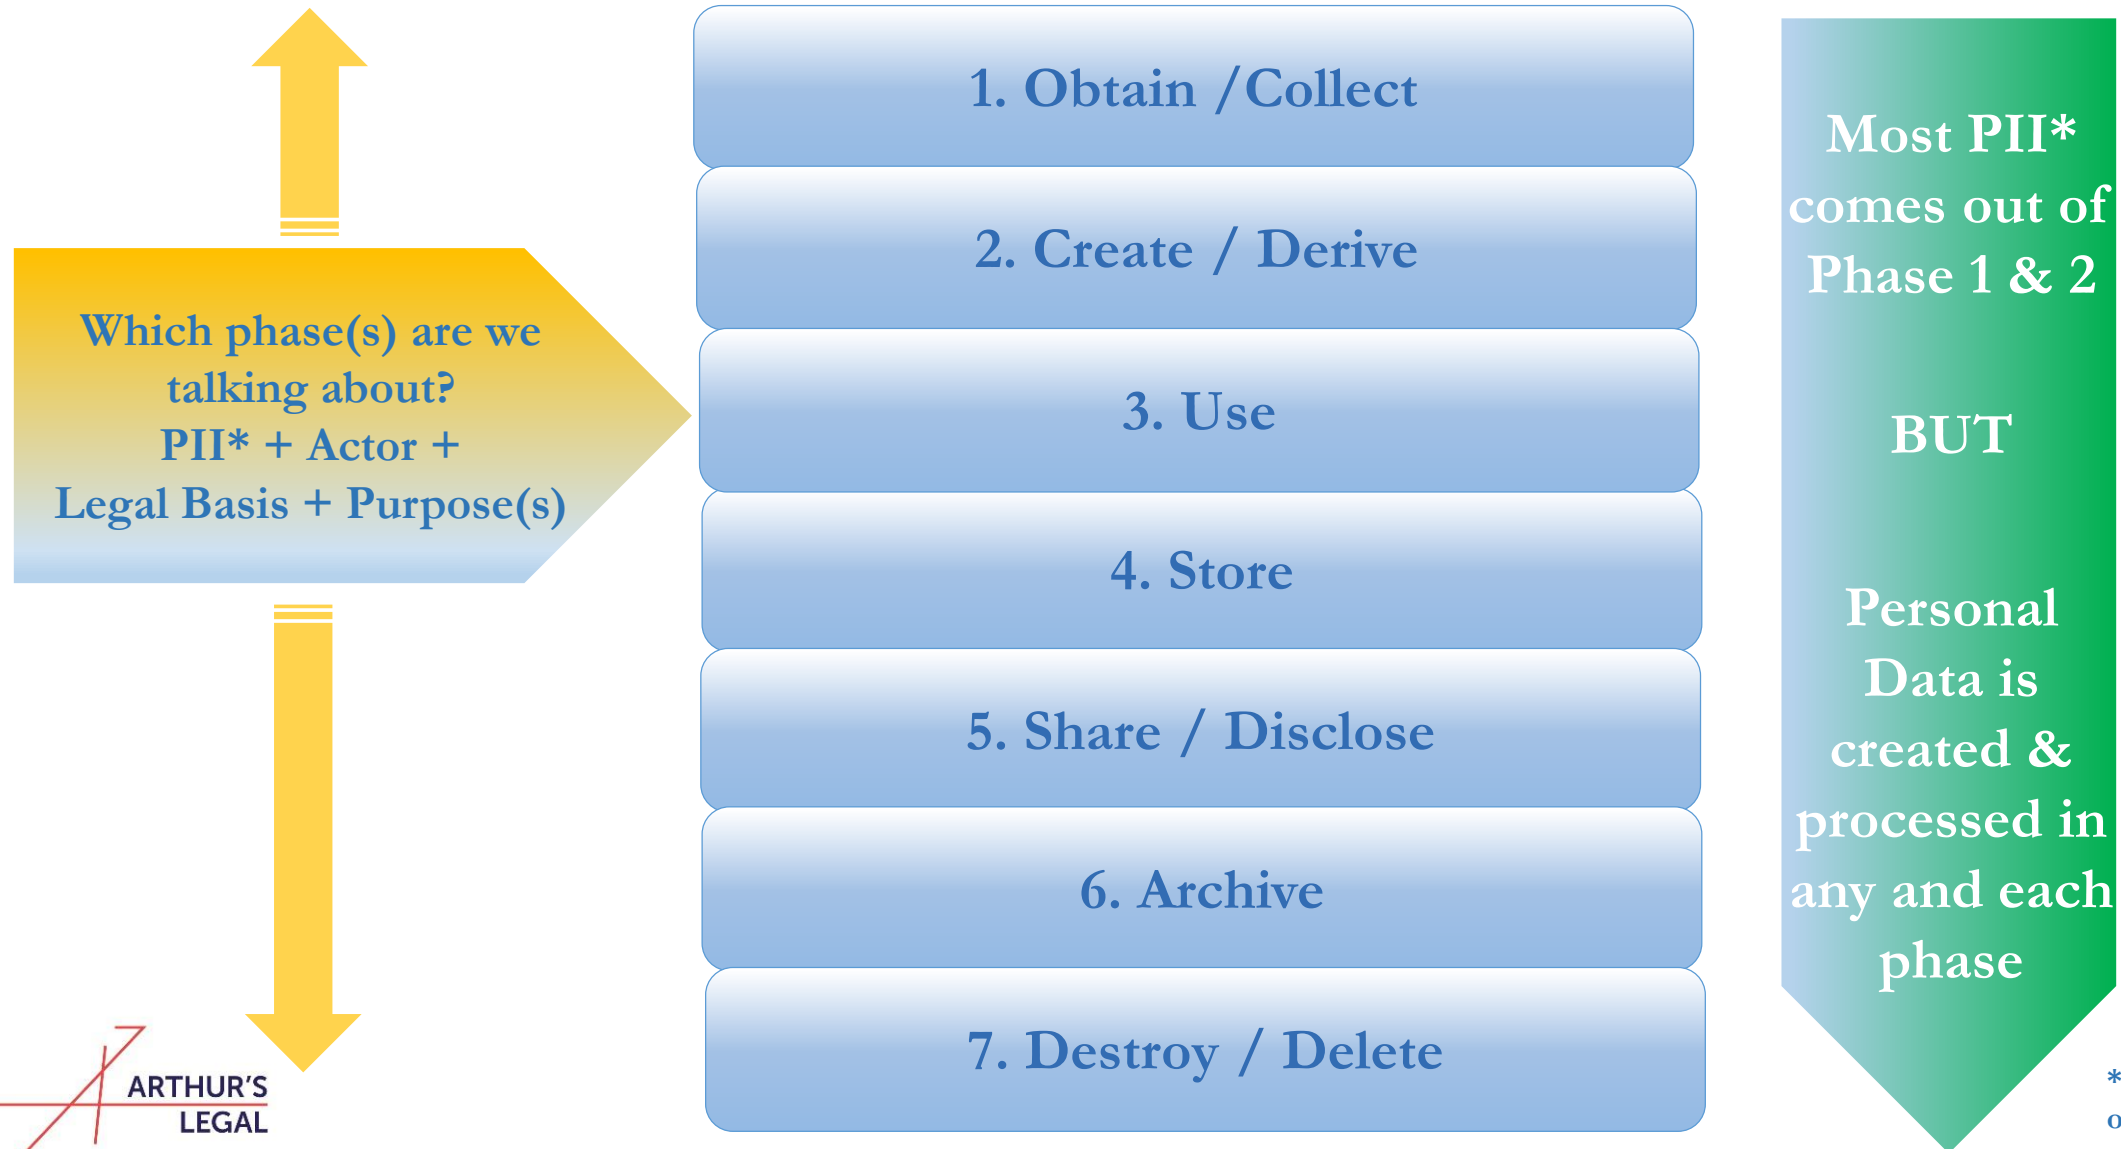 Which phase(s) are we
talking about?
PII* + Actor +
Legal Basis + Purpose(s)
1. Obtain /Collect
2. Create / Derive
3. Use
4. Store
5. Share / Disclose
6. Archive
7. Destroy / Delete
Most PII*
comes out of
Phase 1 & 2
BUT
Personal
Data is
created &
processed in
any and each
phase
*
ARTHUR'S
LEGAL